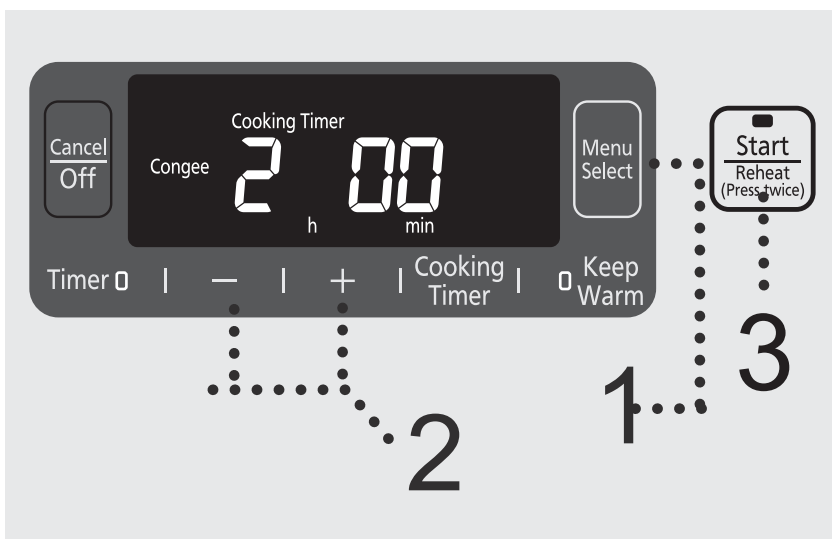 Cooking Timer
Cancel
Off
Congee
2 00
h min
Menu
Select
Start
Reheat
(Press twice)
Timer
−
+
Cooking
Timer
Keep
Warm
1
2
3